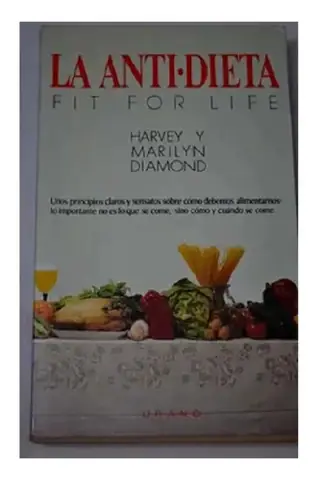 LA ANTI·DIETA
FIT FOR LIFE
HARVEY Y
MARILYN
DIAMOND
Unos principios claros y sensatos sobre cómo debemos alimentarnos:
lo importante no es lo que se come, sino cómo y cuándo se come
URANO